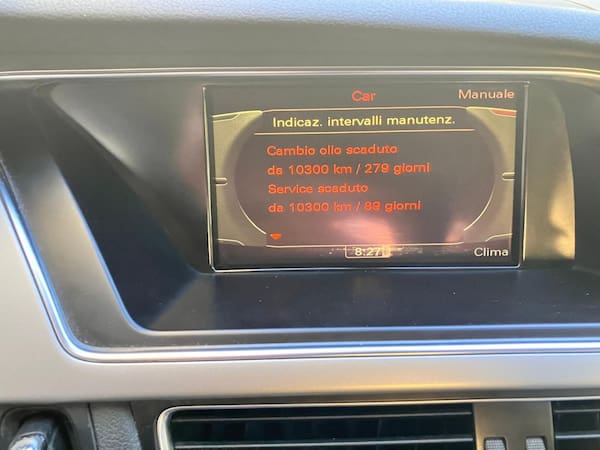 Car
Manuale
Indicaz. intervalli manutenz.
Cambio olio scaduto
da 10300 km / 279 giorni
Service scaduto
da 10300 km / 89 giorni
8:27
Clima